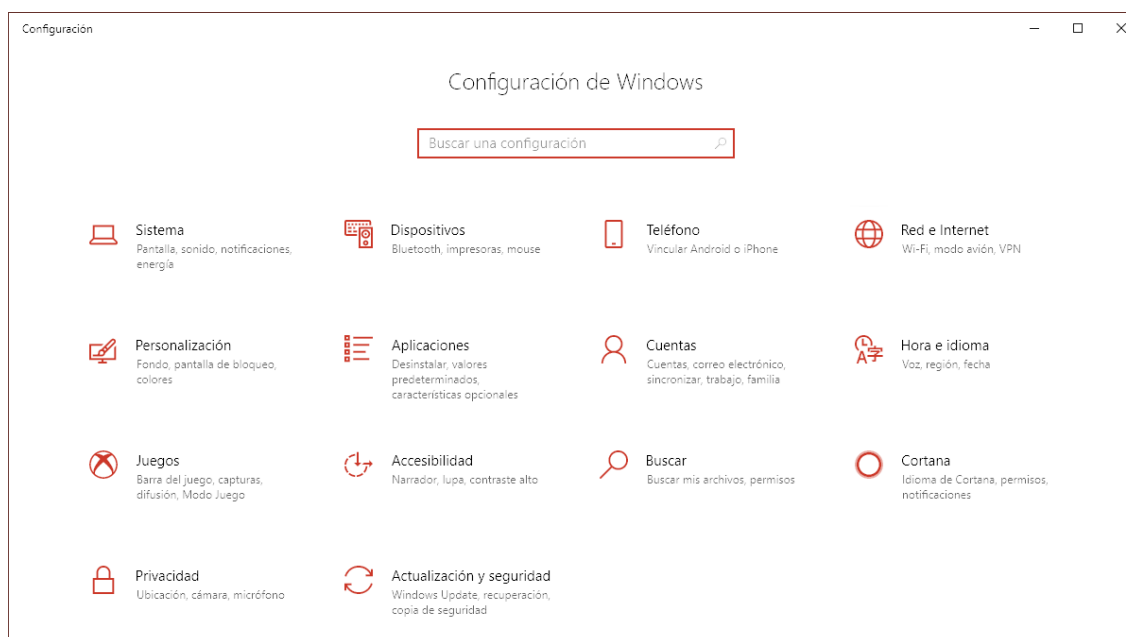 Configuración
Configuración de Windows
Buscar una configuración
Sistema
Pantalla, sonido, notificaciones,
energía
Dispositivos
Bluetooth, impresoras, mouse
Teléfono
Vincular Android o iPhone
Red e Internet
Wi-Fi, modo avión, VPN
Personalización
Fondo, pantalla de bloqueo,
colores
Aplicaciones
Desinstalar, valores
predeterminados,
características opcionales
Cuentas
Cuentas, correo electrónico,
sincronizar, trabajo, familia
Hora e idioma
Voz, región, fecha
Juegos
Barra del juego, capturas,
difusión, Modo Juego
Accesibilidad
Narrador, lupa, contraste alto
Buscar
Buscar mis archivos, permisos
Cortana
Idioma de Cortana, permisos,
notificaciones
Privacidad
Ubicación, cámara, micrófono
Actualización y seguridad
Windows Update, recuperación,
copia de seguridad